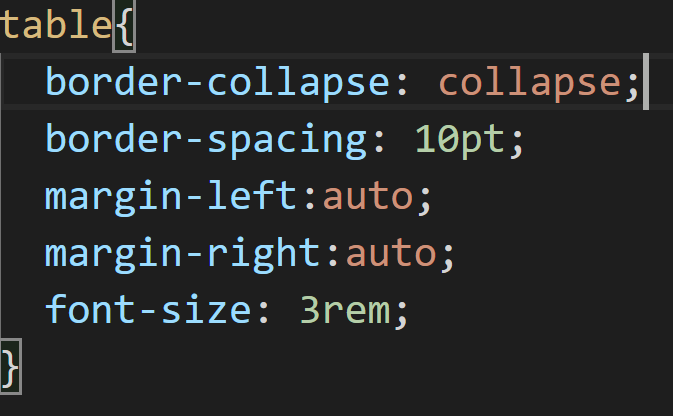 table{
border-collapse: collapse;
border-spacing: 10pt;
margin-left:auto;
margin-right:auto;
font-size: 3rem;
}